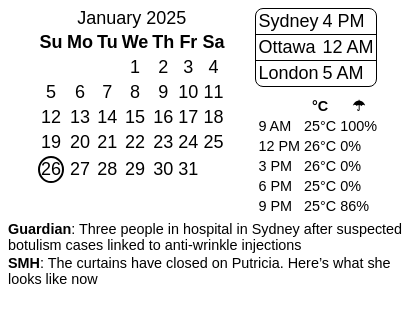 January 2025
Su Mo Tu We Th Fr Sa
1 2 3 4
5 6 7 8 9 10 11
12 13 14 15 16 17 18
19 20 21 22 23 24 25
26 27 28 29 30 31
Sydney 4 PM
Ottawa 12 AM
London 5 AM
°C ☂
9 AM 25°C 100%
12 PM 26°C 0%
3 PM 26°C 0%
6 PM 25°C 0%
9 PM 25°C 86%
Guardian: Three people in hospital in Sydney after suspected
botulism cases linked to anti-wrinkle injections
SMH: The curtains have closed on Putricia. Here’s what she
looks like now